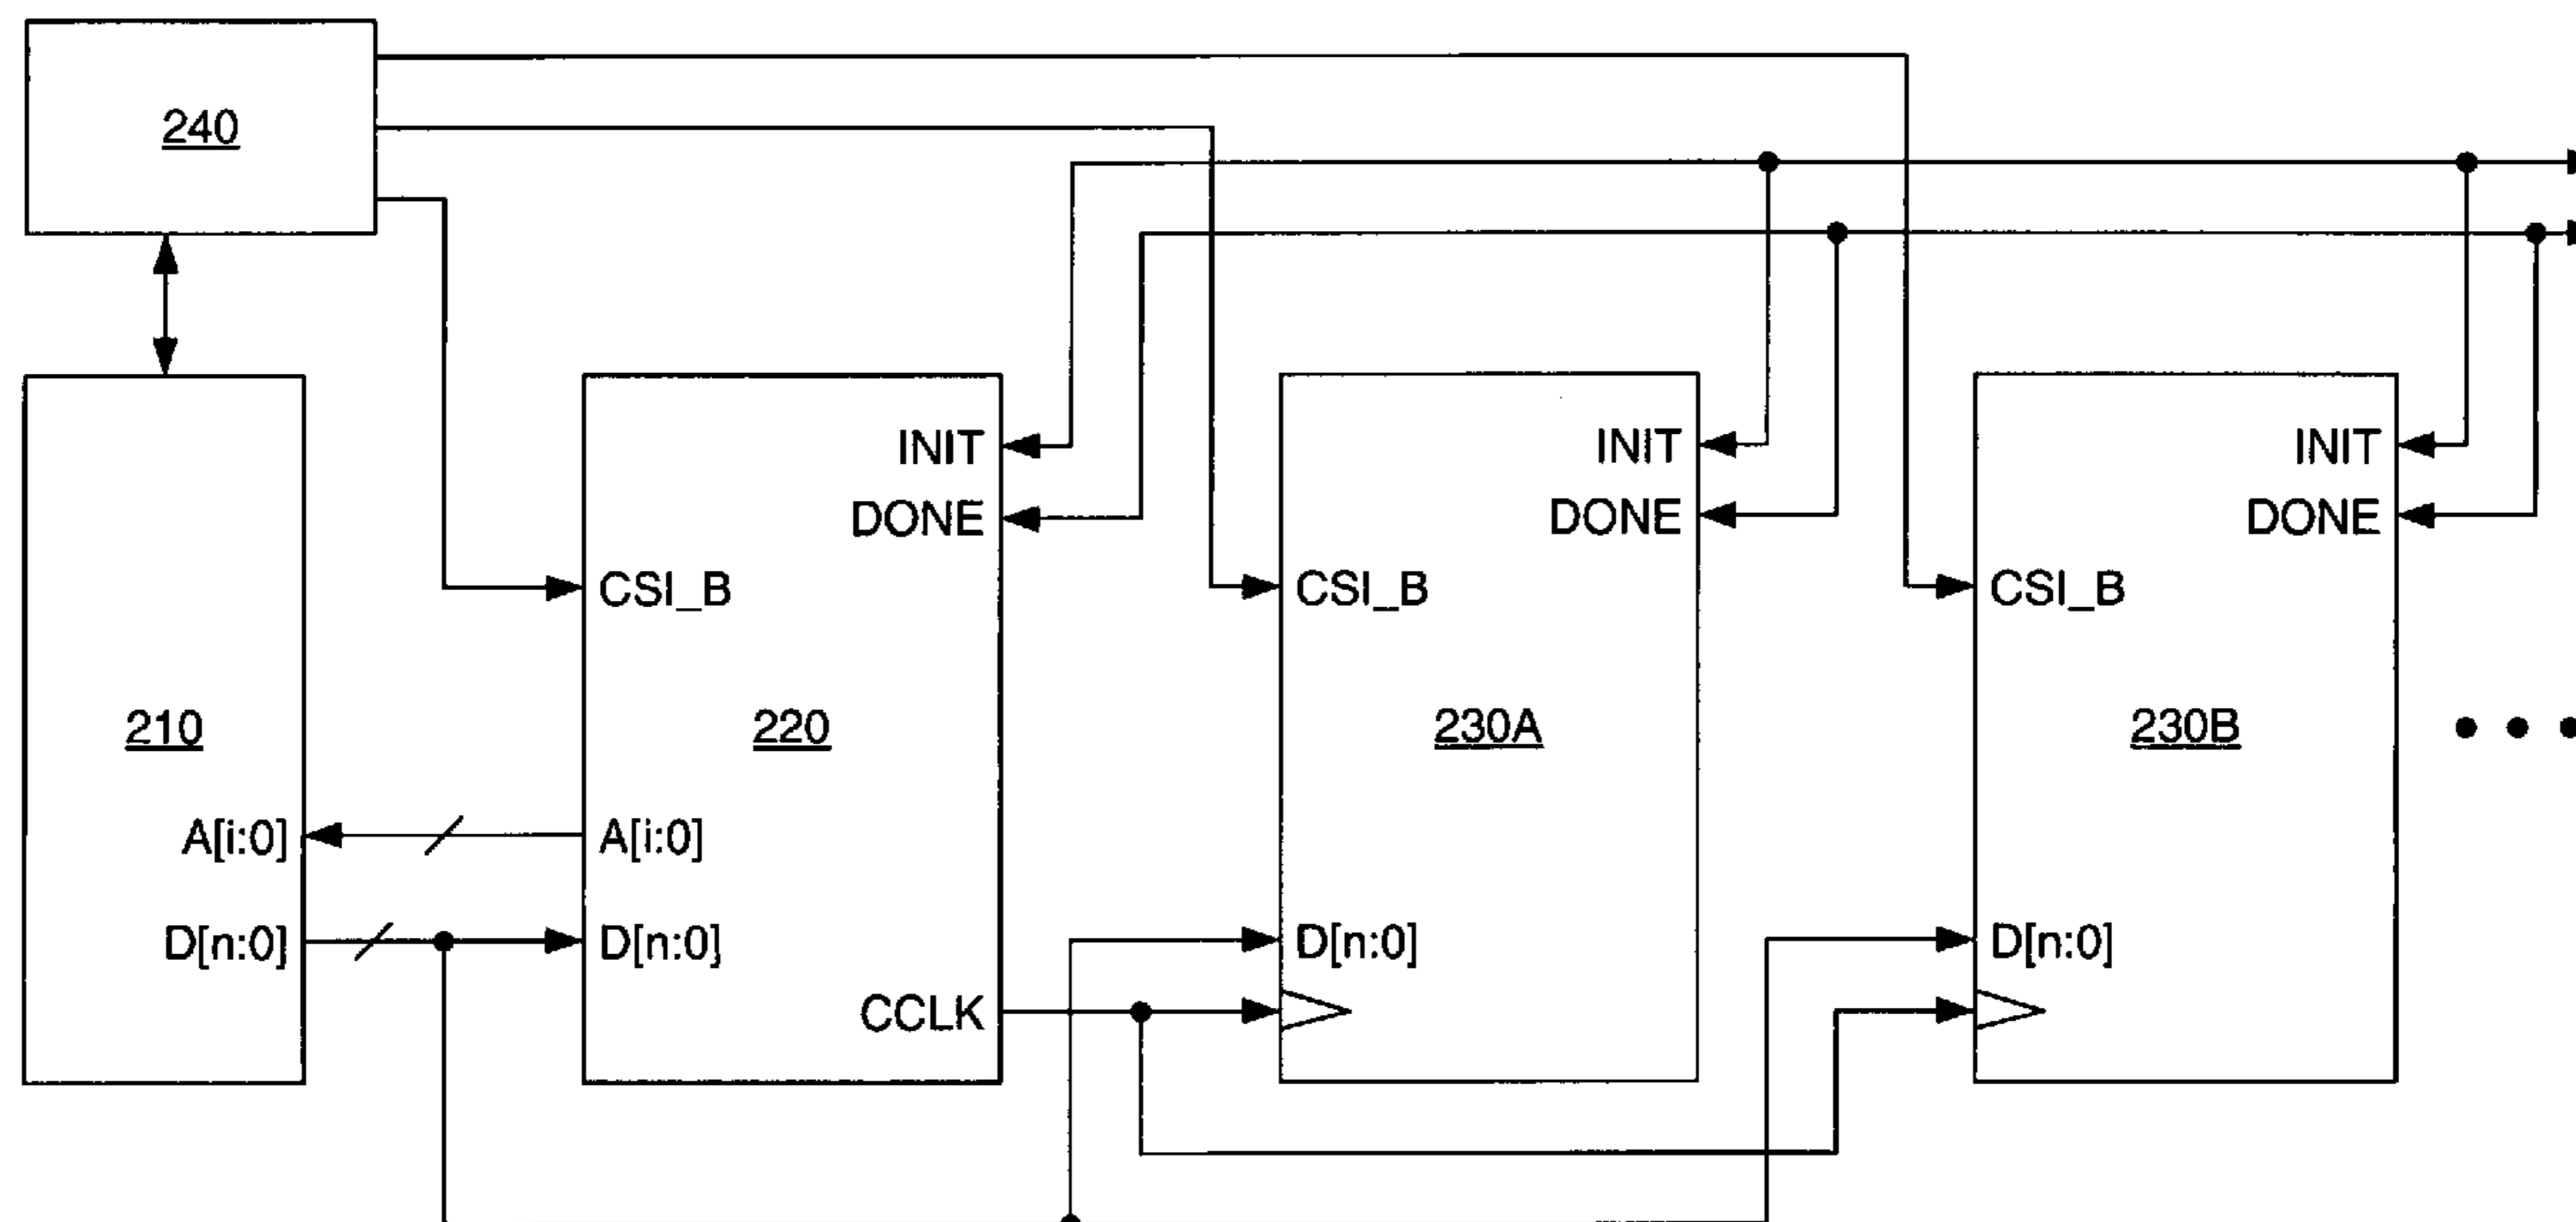 240
210
A[i:0]
D[n:0]
INIT
DONE
CSI_B
220
A[i:0]
D[n:0]
CCLK
INIT
DONE
CSI_B
230A
D[n:0]
INIT
DONE
CSI_B
230B
D[n:0]